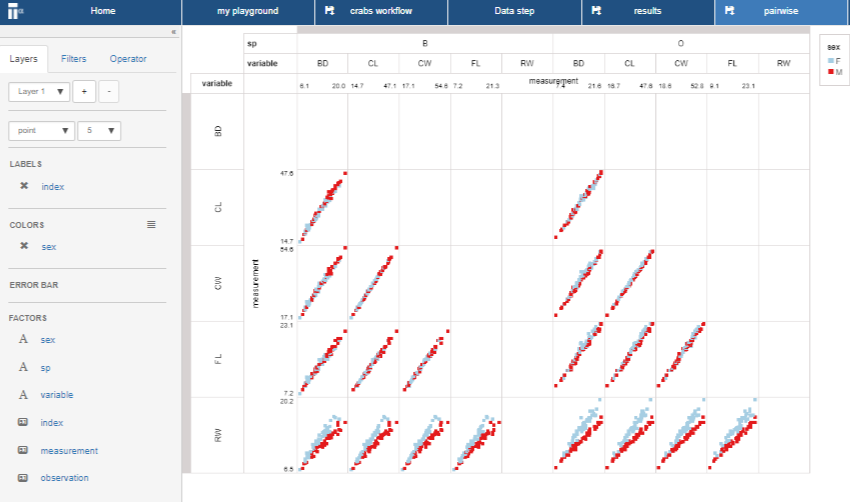 Home my playground crabs workflow Data step results pairwise
Layers Filters Operator
Layer 1 + -
point 5
LABELS
index
COLORS
sex
ERROR BAR
FACTORS
A sex
A sp
A variable
index
measurement
observation
sp B O
variable BD CL CW FL RW BD CL CW FL RW
variable measurement
6.1 20.0 14.7 47.1 17.1 54.6 7.2 21.3 7.4 21.6 16.7 47.6 18.6 52.8 9.1 23.1
BD
47.6
CL
14.7
54.6
CW
measurement
17.1
23.1
FL
7.2
20.2
RW
6.5
sex
F
M